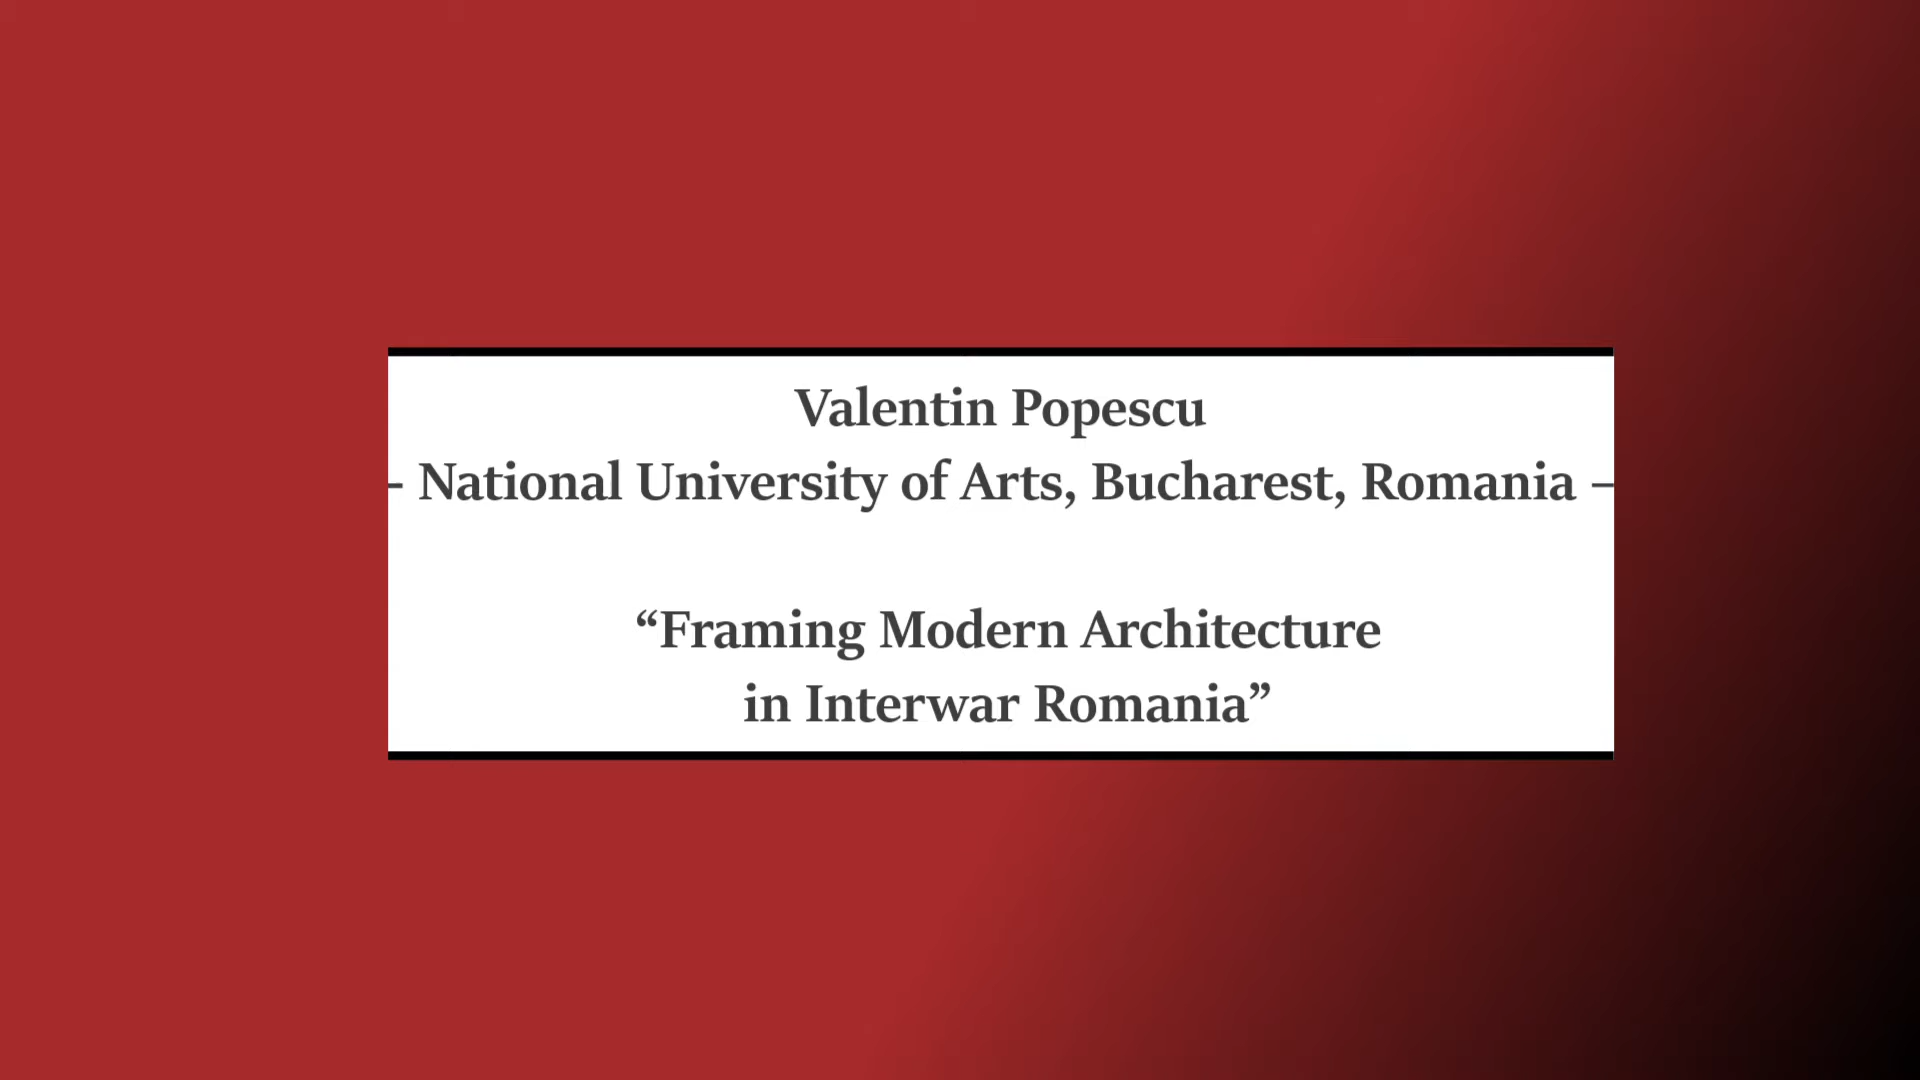 Valentin Popescu
– National University of Arts, Bucharest, Romania –
“Framing Modern Architecture
in Interwar Romania”